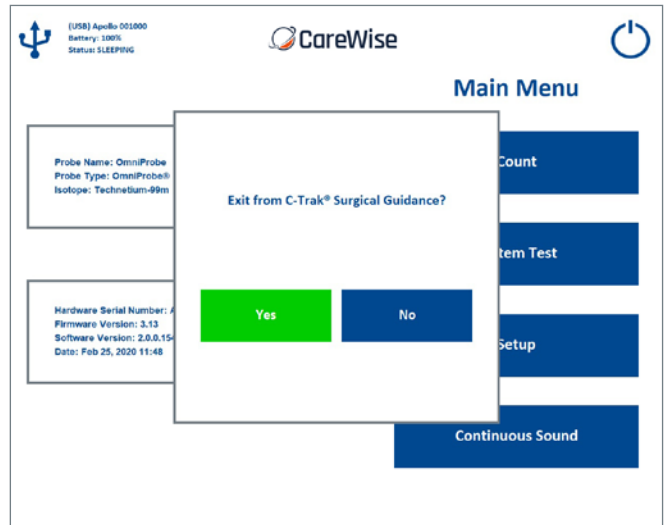 (USB) Apollo 001000
Battery: 100%
Status: SLEEPING
CareWise
Main Menu
Probe Name: OmniProbe
Probe Type: OmniProbe®
Isotope: Technetium-99m
Hardware Serial Number:
Firmware Version: 3.13
Software Version: 2.0.0.15
Date: Feb 25, 2020 11:48
Exit from C-Trak® Surgical Guidance?
Yes
No
Count
tem Test
Setup
Continuous Sound